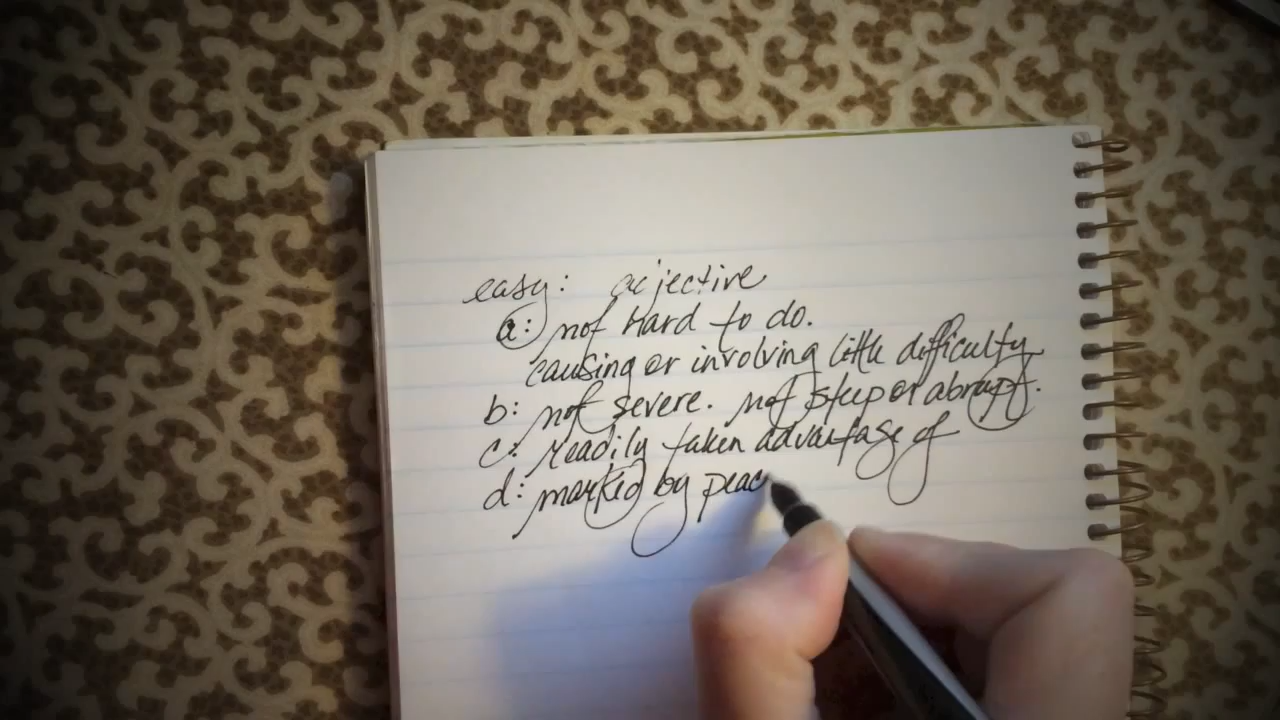 easy: adjective
a: not hard to do.
causing or involving little difficulty
b: not severe. not steep or abrupt.
c: readily taken advantage of
d: marked by peac